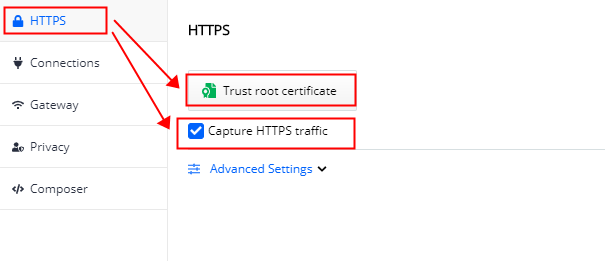 HTTPS
Connections
Gateway
Privacy
Composer
HTTPS
Trust root certificate
Capture HTTPS traffic
Advanced Settings